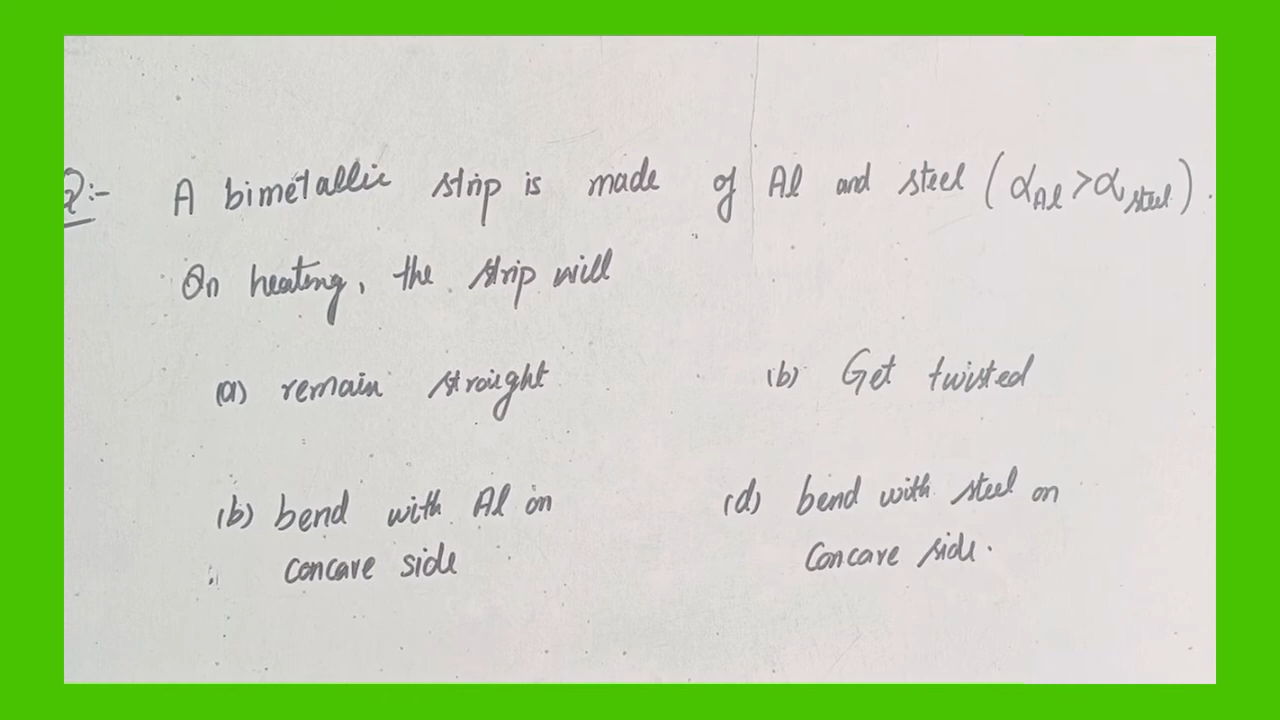 Q:- A bimetallic strip is made of Al and steel (αAl > αsteel).
On heating, the strip will
(a) remain straight (b) Get twisted
(b) bend with Al on (d) bend with steel on
concave side Concave side.